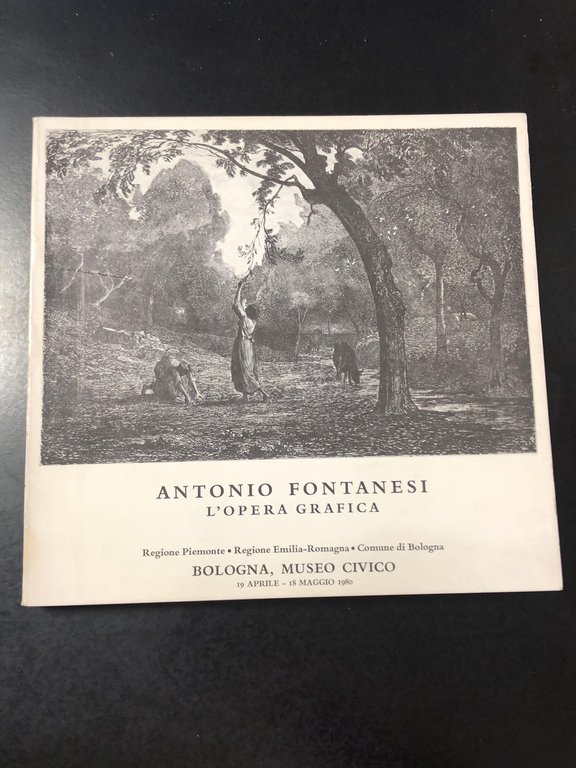 ANTONIO FONTANESI
L'OPERA GRAFICA
Regione Piemonte • Regione Emilia-Romagna • Comune di Bologna
BOLOGNA, MUSEO CIVICO
19 APRILE - 18 MAGGIO 1980